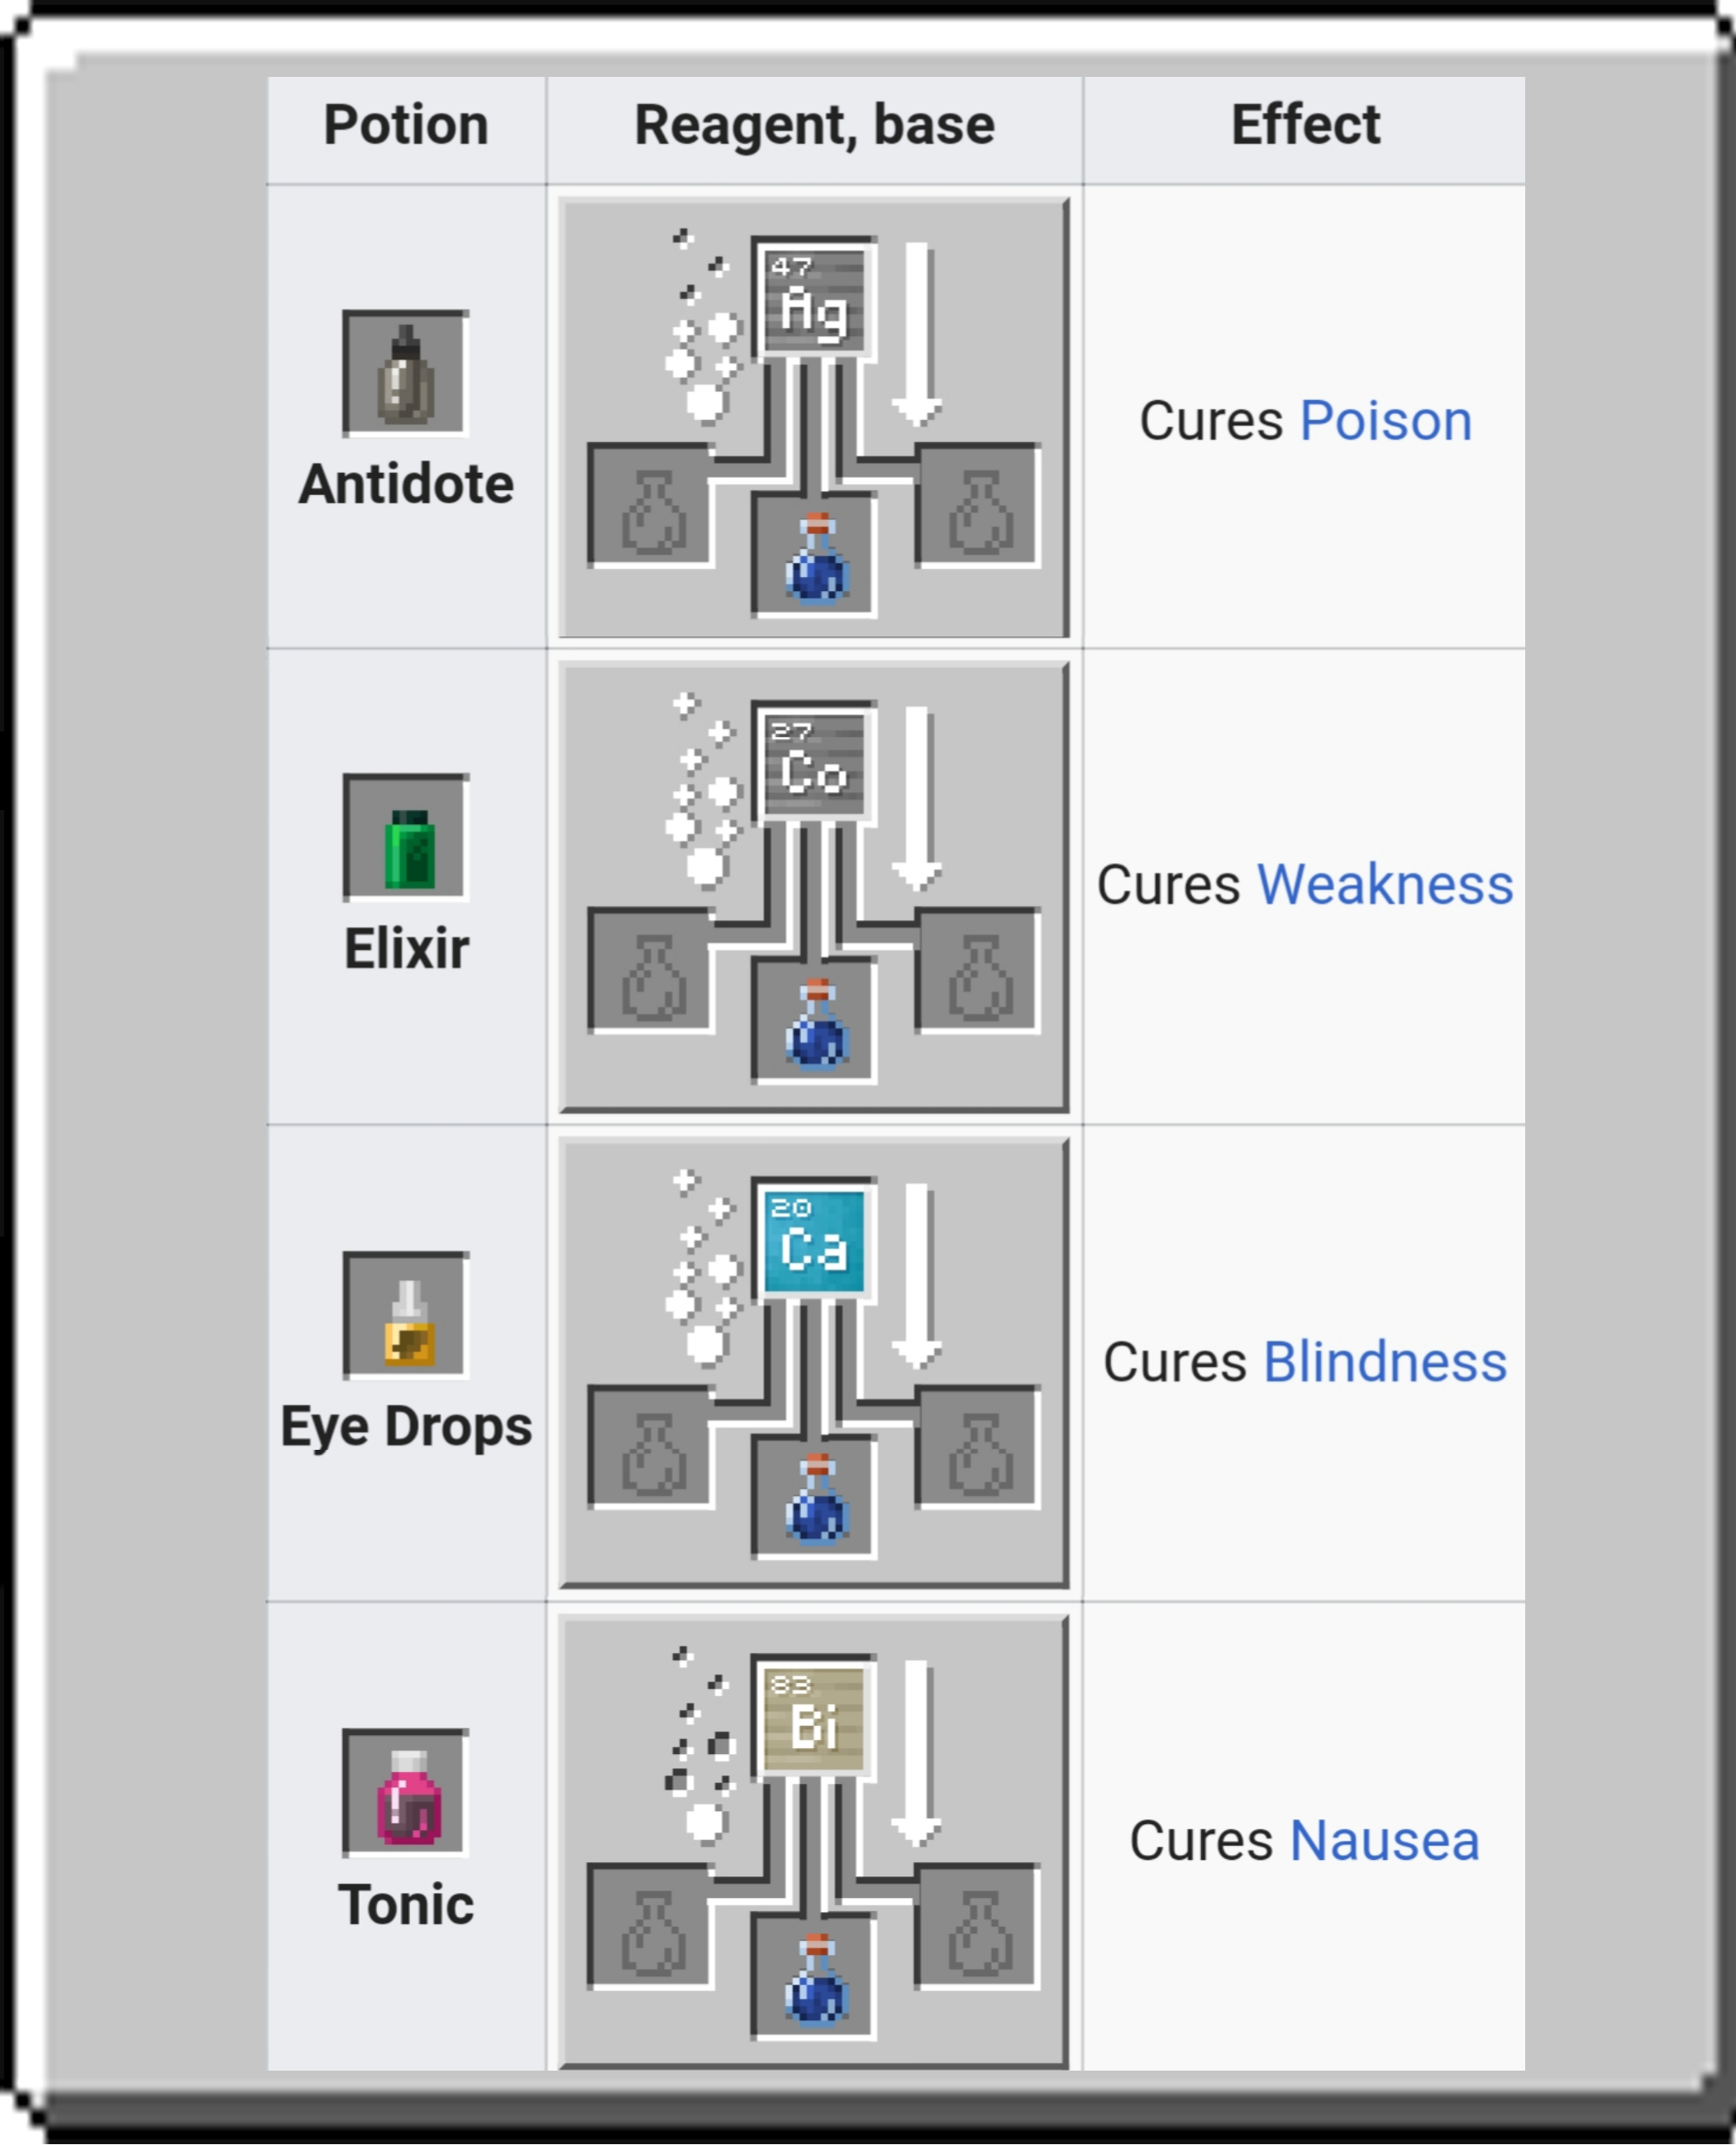 Potion Reagent, base Effect
47
Ag
Antidote
Cures Poison
27
Co
Elixir
Cures Weakness
20
Ca
Eye Drops
Cures Blindness
83
Bi
Tonic
Cures Nausea